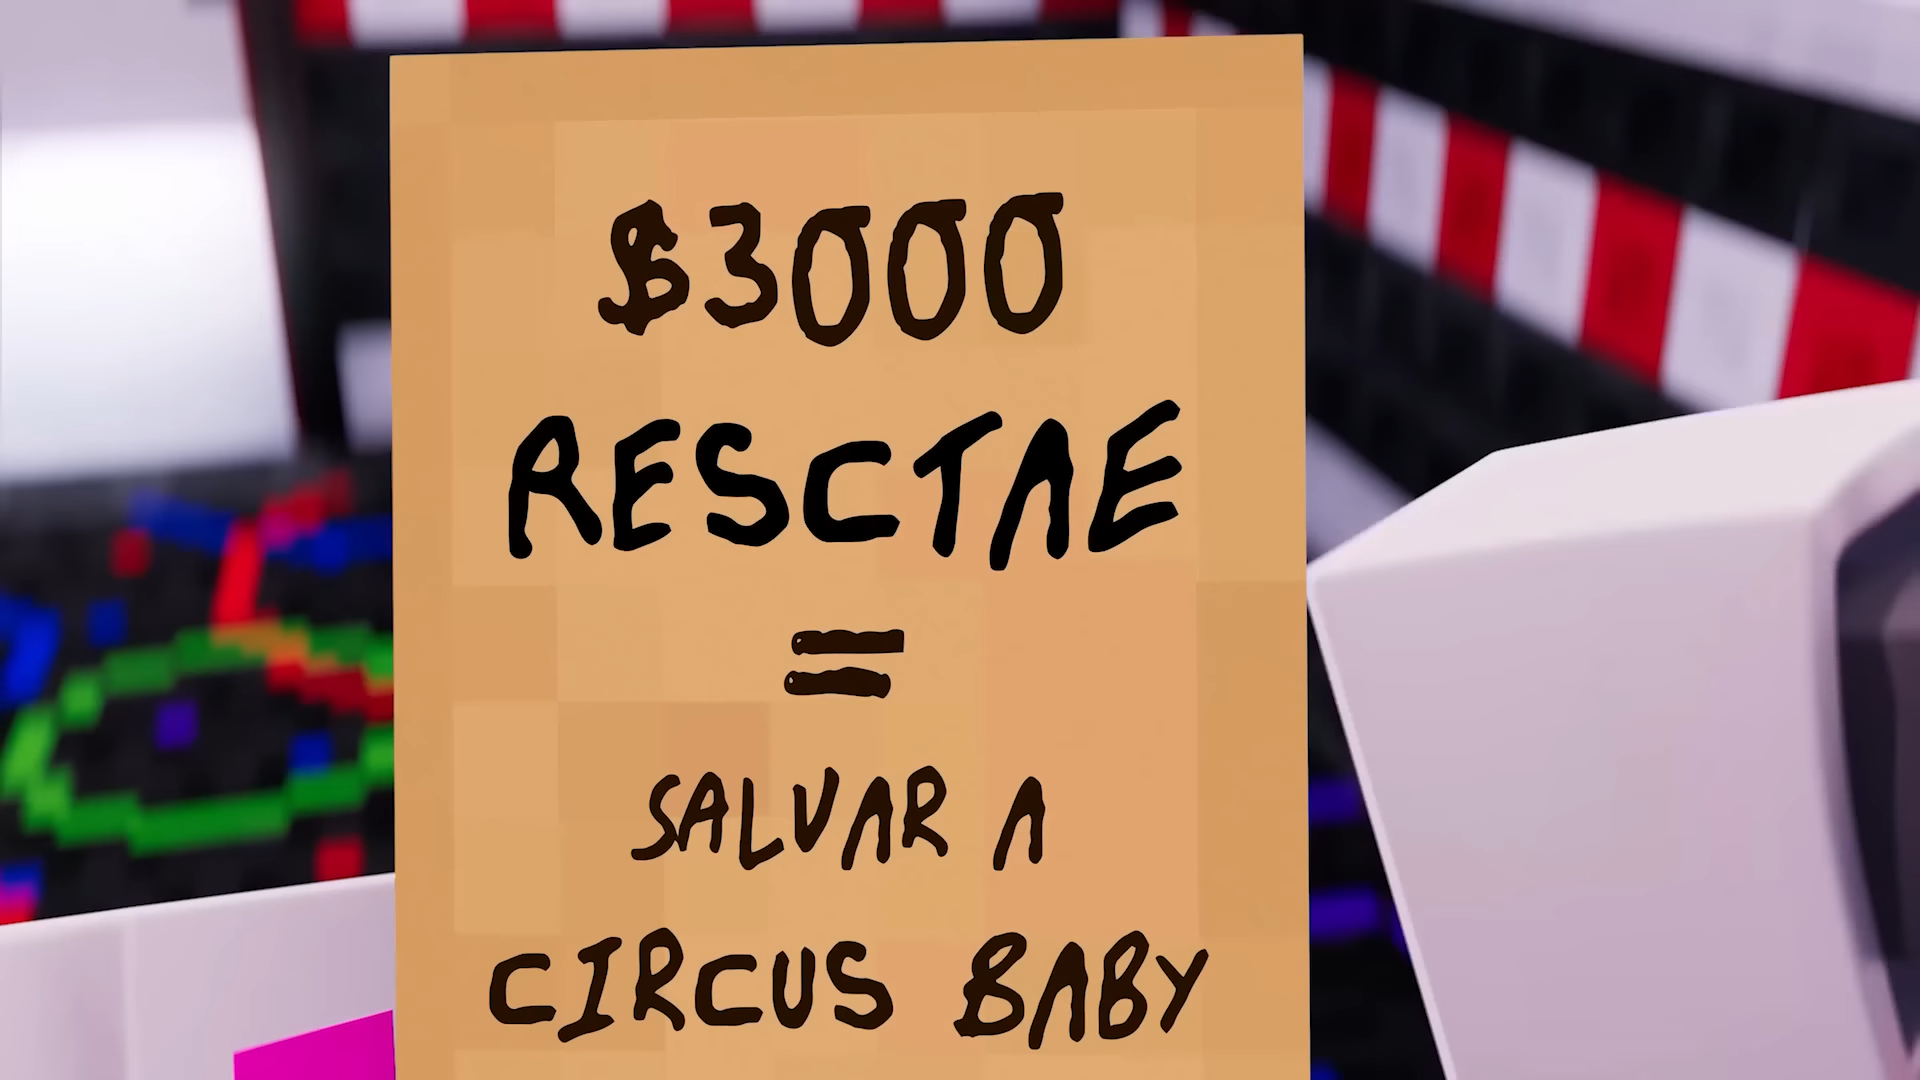 $3000
RESCTAE
=
SALVAR A
CIRCUS BABY